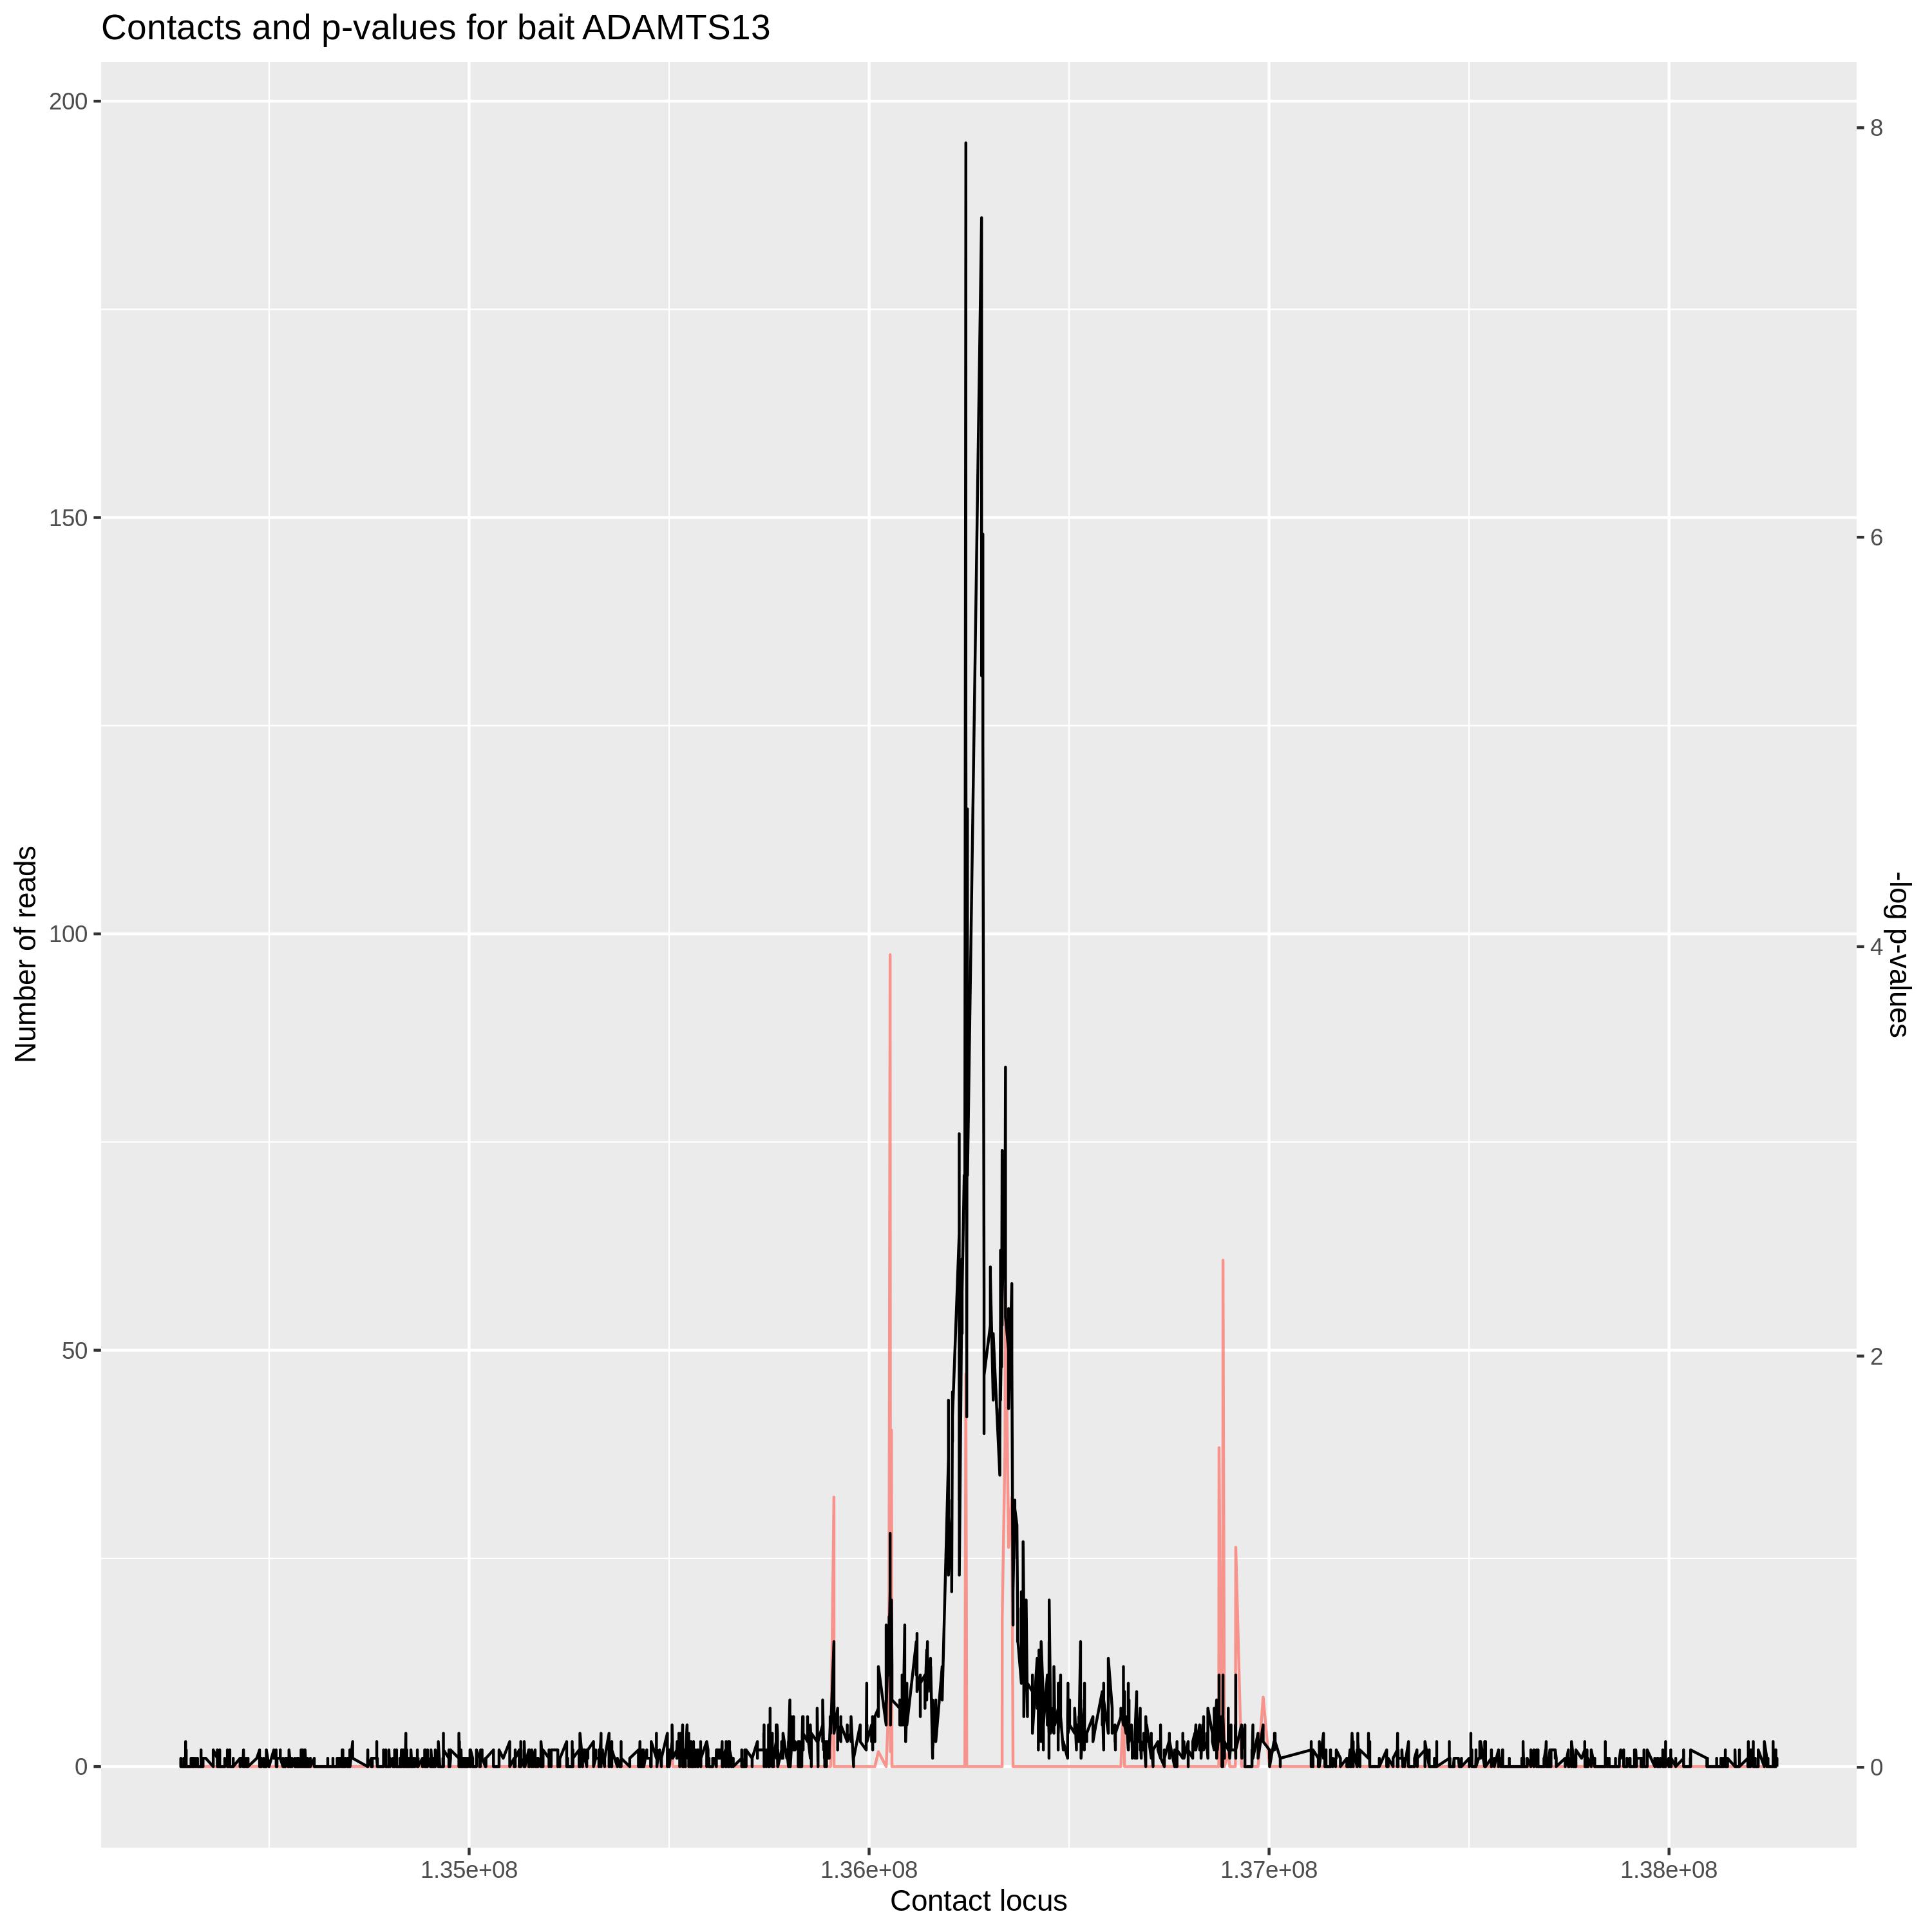 Contacts and p-values for bait ADAMTS13
200
150
100
50
0
Number of reads
8
6
4
2
0
-log p-values
1.35e+08
1.36e+08
1.37e+08
1.38e+08
Contact locus